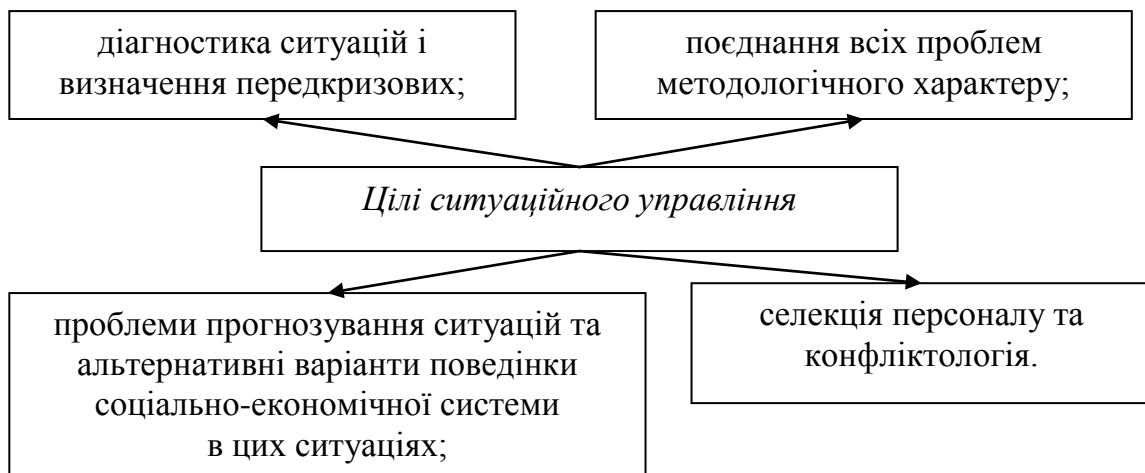 діагностика ситуацій і
визначення передкризових;
поєднання всіх проблем
методологічного характеру;
Цілі ситуаційного управління
проблеми прогнозування ситуацій та
альтернативні варіанти поведінки
соціально-економічної системи
в цих ситуаціях;
селекція персоналу та
конфліктологія.